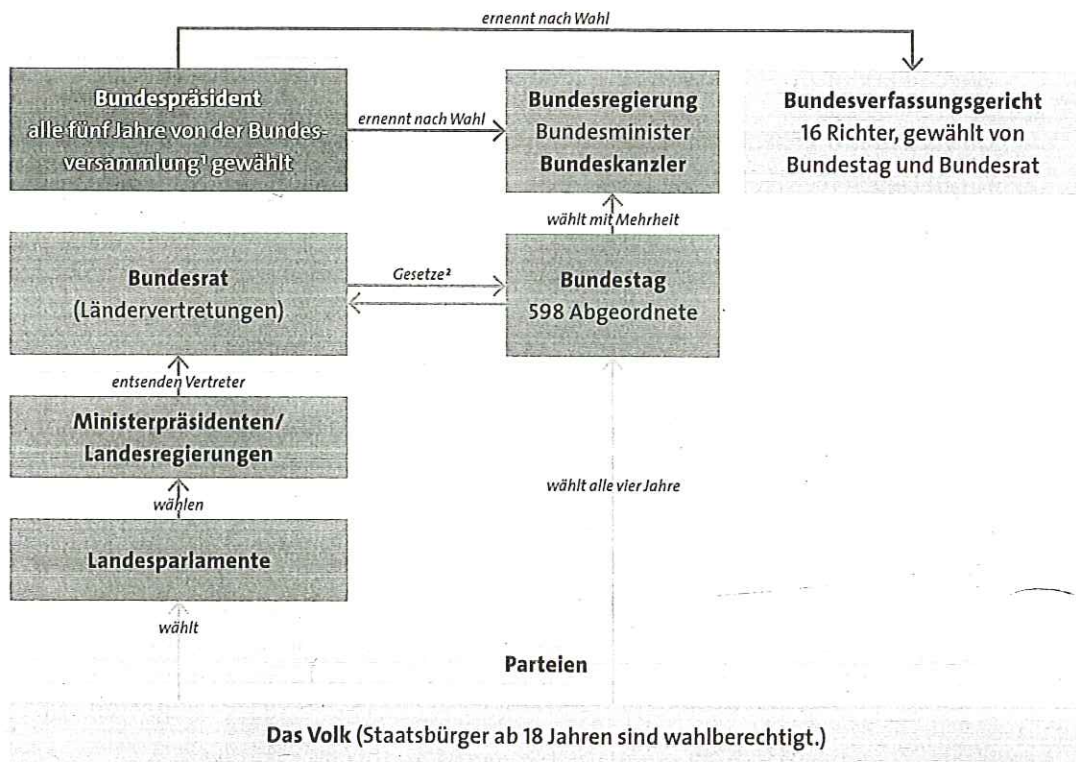 ernennt nach Wahl
Bundespräsident
alle fünf Jahre von der Bundes-
versammlung¹ gewählt
ernennt nach Wahl
Bundesregierung
Bundesminister
Bundeskanzler
Bundesverfassungsgericht
16 Richter, gewählt von
Bundestag und Bundesrat
wählt mit Mehrheit
Bundesrat
(Ländervertretungen)
Gesetze²
Bundestag
598 Abgeordnete
entsenden Vertreter
Ministerpräsidenten/
Landesregierungen
wählen
wählt alle vier Jahre
Landesparlamente
wählt
Parteien
Das Volk (Staatsbürger ab 18 Jahren sind wahlberechtigt.)